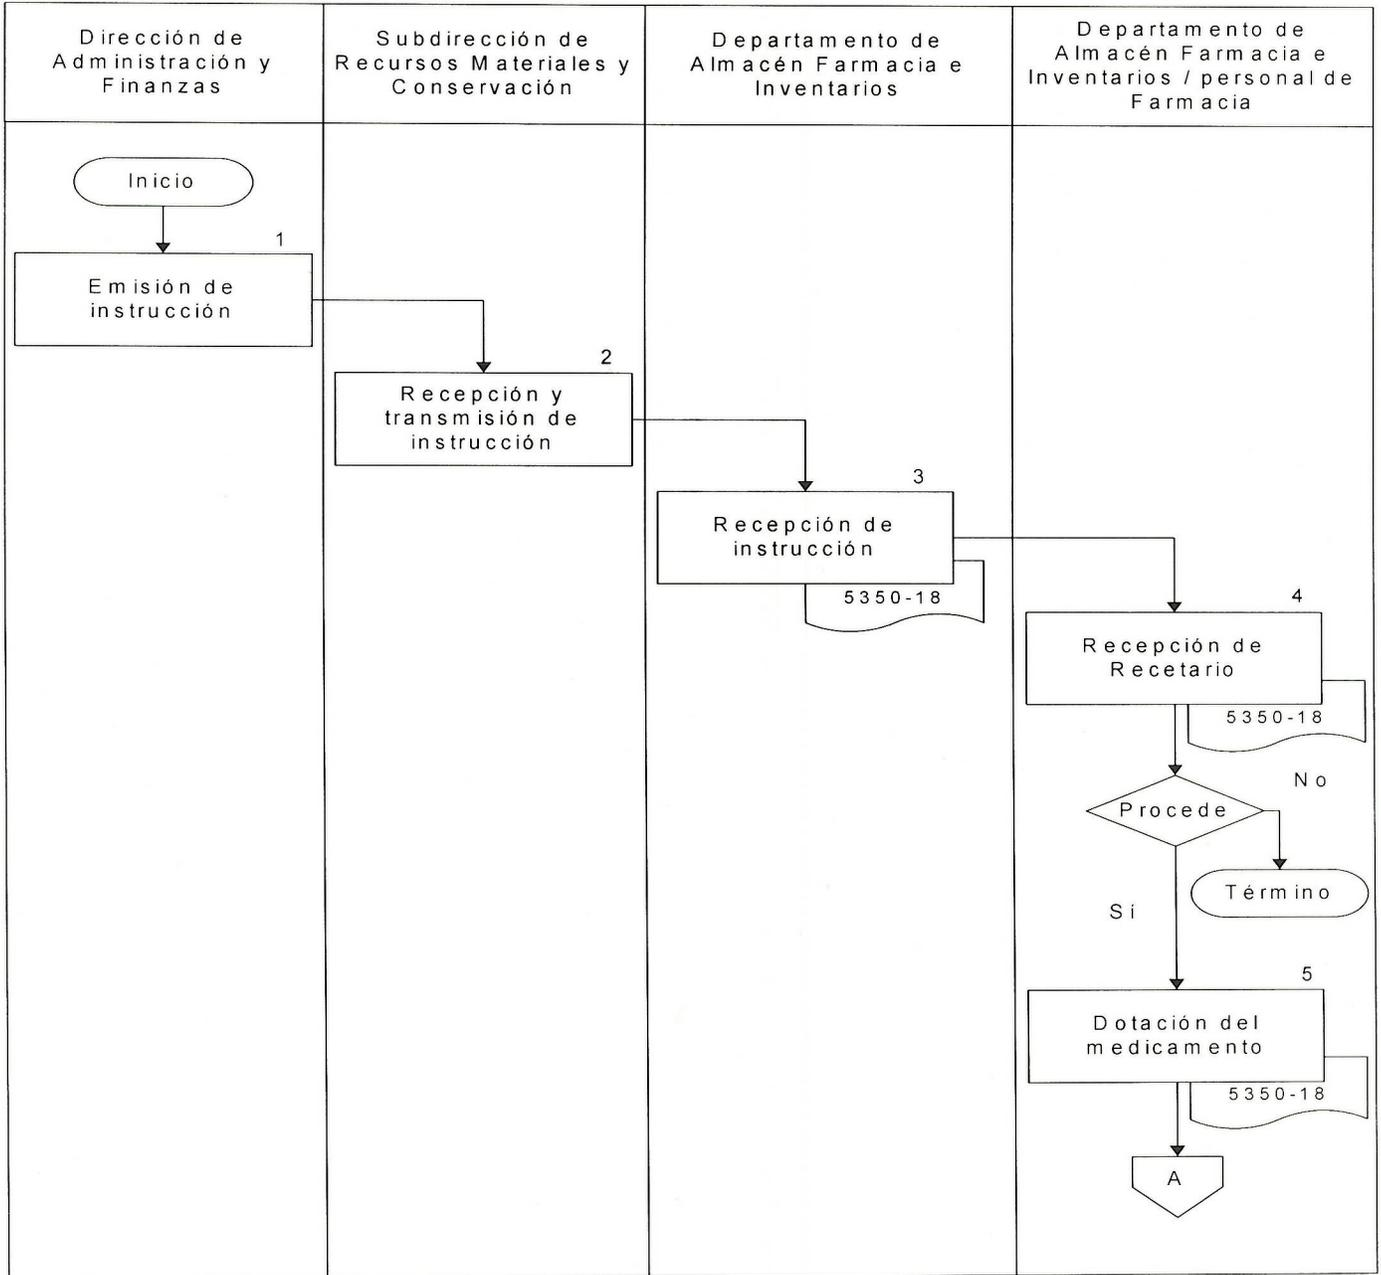 Dirección de
Administración y
Finanzas
Subdirección de
Recursos Materiales y
Conservación
Departamento de
Almacén Farmacia e
Inventarios
Departamento de
Almacén Farmacia e
Inventarios / personal de
Farmacia
Inicio
1
Emisión de
instrucción
2
Recepción y
transmisión de
instrucción
3
Recepción de
instrucción
5350-18
4
Recepción de
Recetario
5350-18
Procede
No
Término
Sí
5
Dotación del
medicamento
5350-18
A